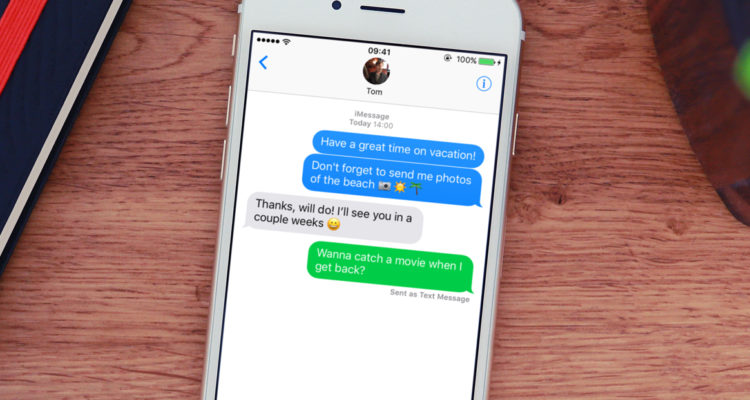 09:41
100%
Tom
iMessage
Today 14:00
Have a great time on vacation!
Don't forget to send me photos
of the beach 📷☀️🌴
Thanks, will do! I'll see you in a
couple weeks 😀
Wanna catch a movie when I
get back?
Sent as Text Message